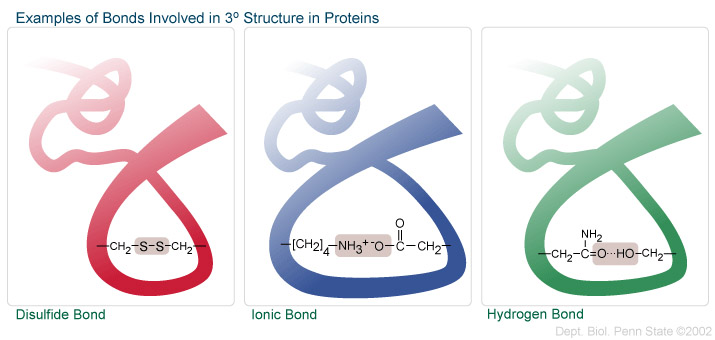 Examples of Bonds Involved in 3º Structure in Proteins
–CH₂–S–S–CH₂–
–[CH₂]₄–NH₃⁺ ⁻O–C–CH₂–
O
NH₂
–CH₂–C=O···HO–CH₂–
Disulfide Bond
Ionic Bond
Hydrogen Bond
Dept. Biol. Penn State ©2002